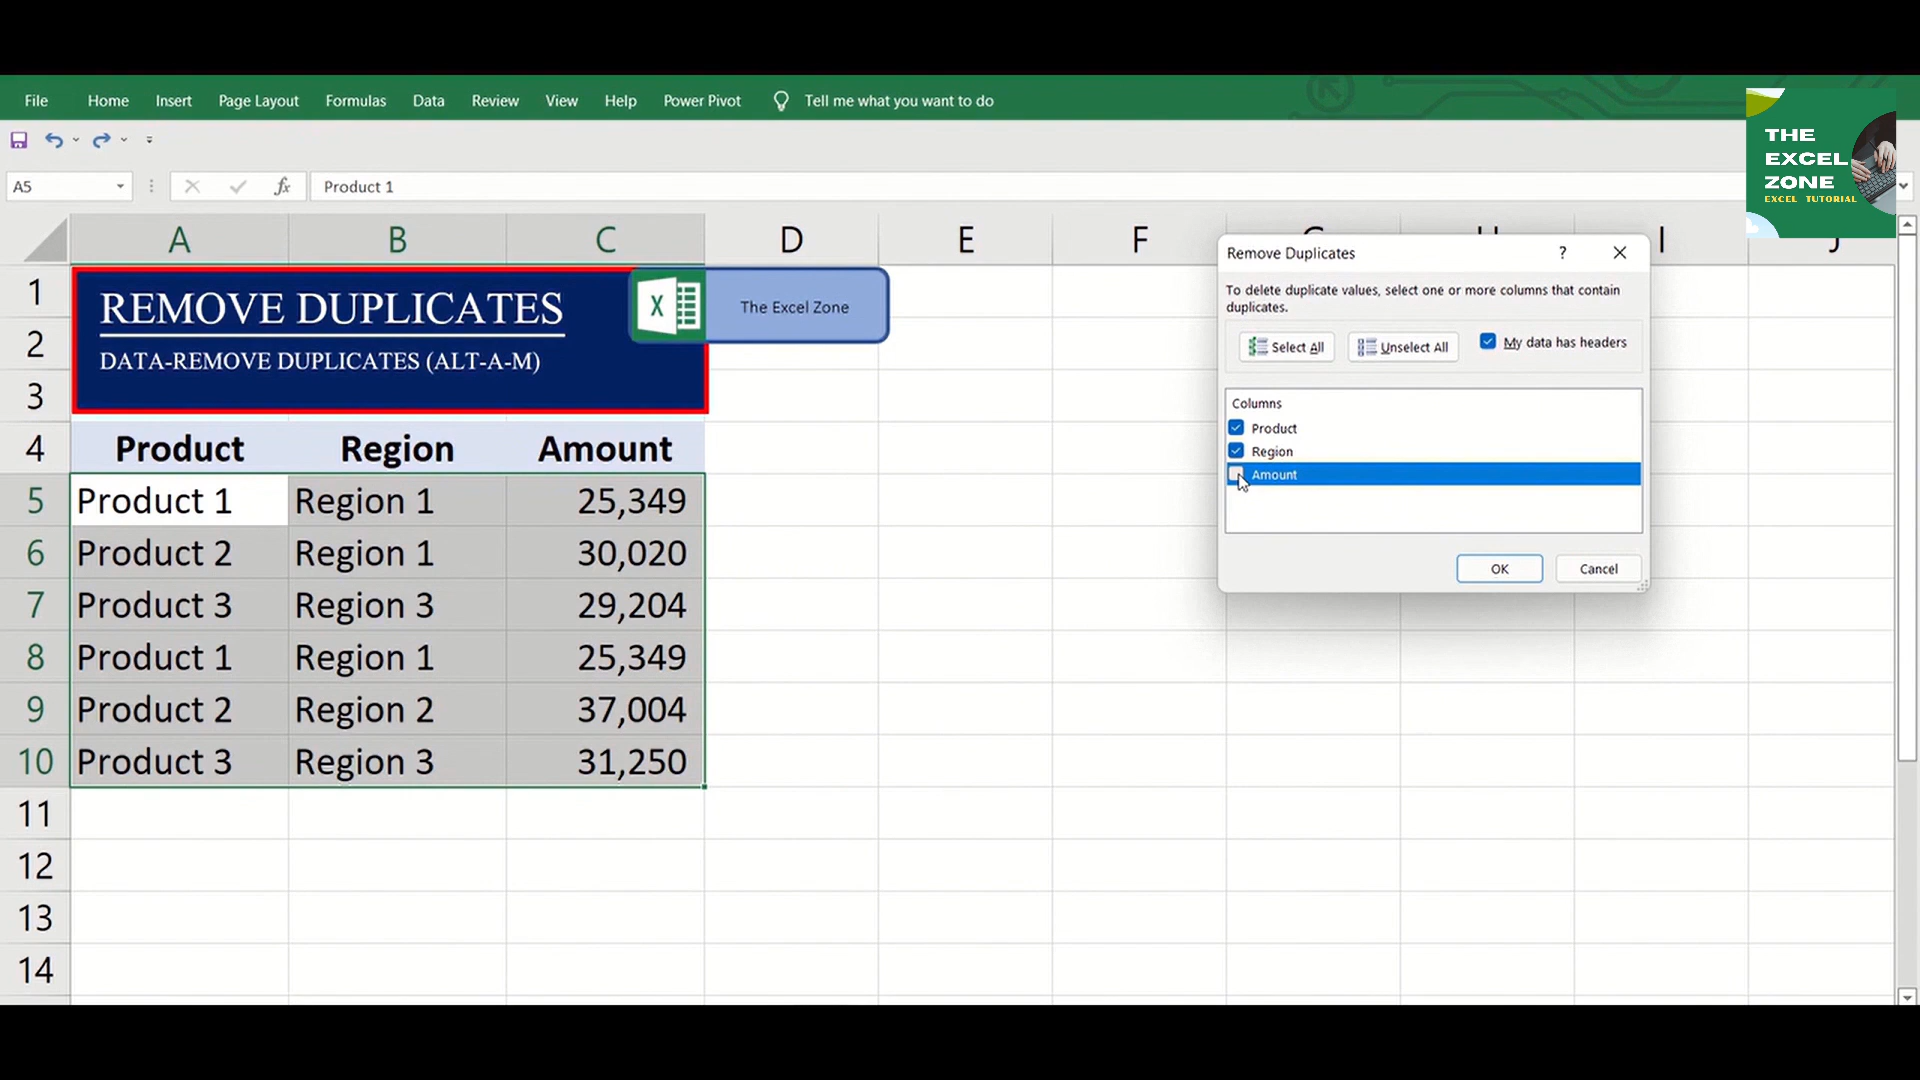 File Home Insert Page Layout Formulas Data Review View Help Power Pivot Tell me what you want to do
THE
EXCEL
ZONE
EXCEL TUTORIAL
A5 fx Product 1
A B C D E F I
Remove Duplicates ? 
To delete duplicate values, select one or more columns that contain
duplicates.
Select All Unselect All My data has headers
Columns
Product
Region
Amount
OK Cancel
1
2
3
REMOVE DUPLICATES
DATA-REMOVE DUPLICATES (ALT-A-M)
X The Excel Zone
4 Product Region Amount
5 Product 1 Region 1 25,349
6 Product 2 Region 1 30,020
7 Product 3 Region 3 29,204
8 Product 1 Region 1 25,349
9 Product 2 Region 2 37,004
10 Product 3 Region 3 31,250
11
12
13
14